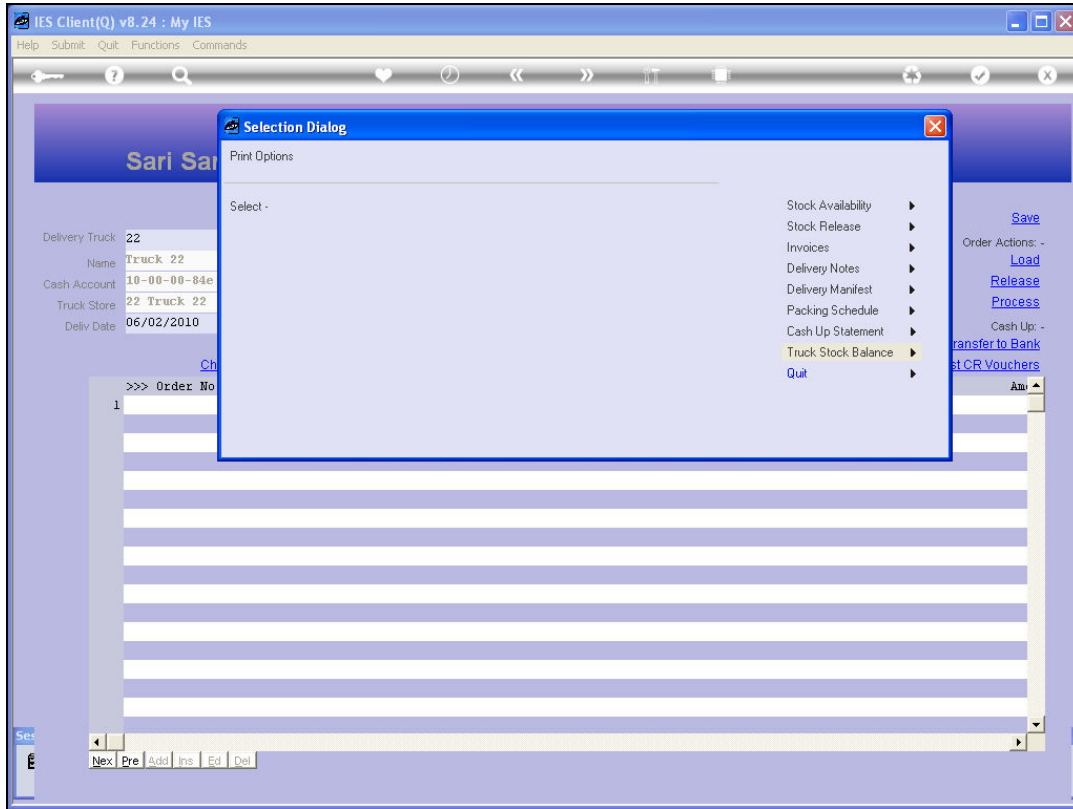 IES Client(Q) v8.24 : My IES
Help Submit Quit Functions Commands
Selection Dialog
Print Options
Sari Sar
Select -
Stock Availability
Stock Release
Invoices
Delivery Notes
Delivery Manifest
Packing Schedule
Cash Up Statement
Truck Stock Balance
Quit
Save
Delivery Truck 22
Order Actions: -
Name Truck 22
Load
Cash Account 10-00-00-84e
Release
Truck Store 22 Truck 22
Process
Deliv Date 06/02/2010
Cash Up: -
ransfer to Bank
Ch
st CR Vouchers
>>> Order No
Am
1
Ses
Nex Pre Add Ins Ed Del